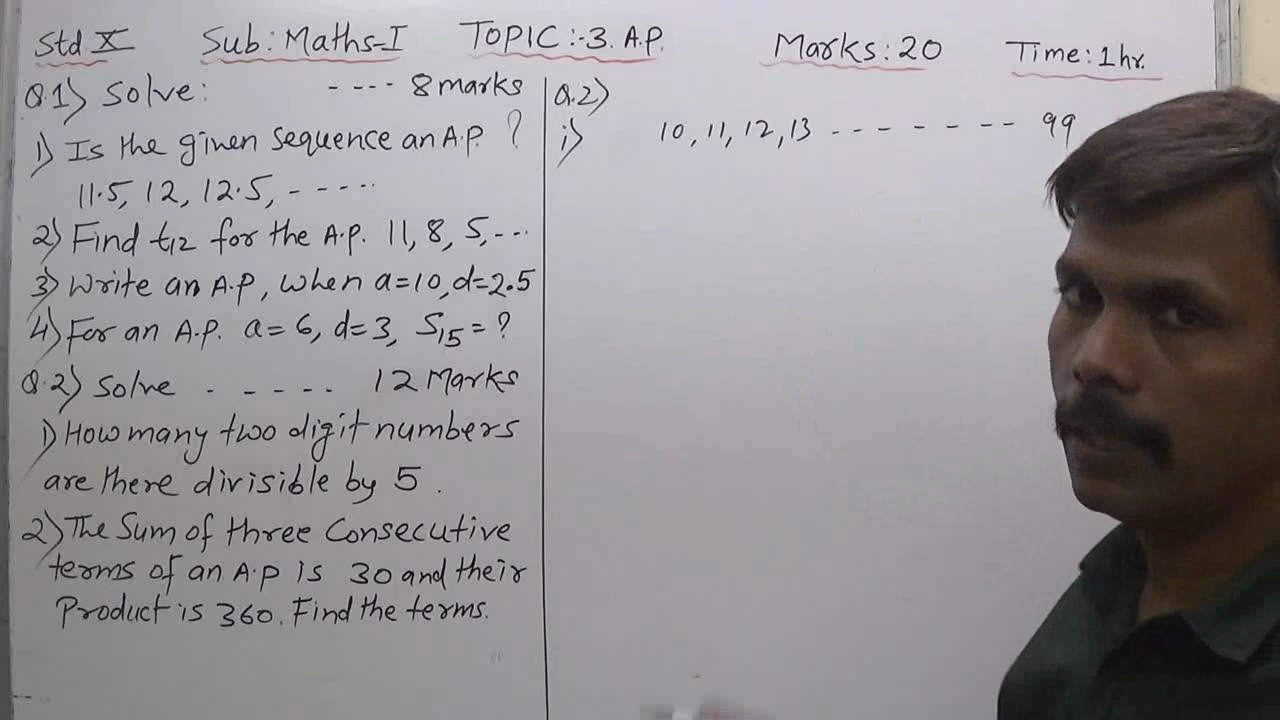 Std X Sub: Maths-I TOPIC:-3. A.P. Marks: 20 Time: 1hr.
Q.1) Solve: ---- 8 marks
1) Is the given sequence an A.P. ?
11.5, 12, 12.5, -----
2) Find t12 for the A.P. 11, 8, 5, ---
3) Write an A.P, when a=10, d=2.5
4) For an A.P. a= 6, d=3, S15 = ?
Q.2) Solve - - - - - 12 Marks
1) How many two digit numbers
are there divisible by 5 .
2) The Sum of three Consecutive
terms of an A.P is 30 and their
Product is 360. Find the terms.
Q.2)
i) 10, 11, 12, 13 -------- 99